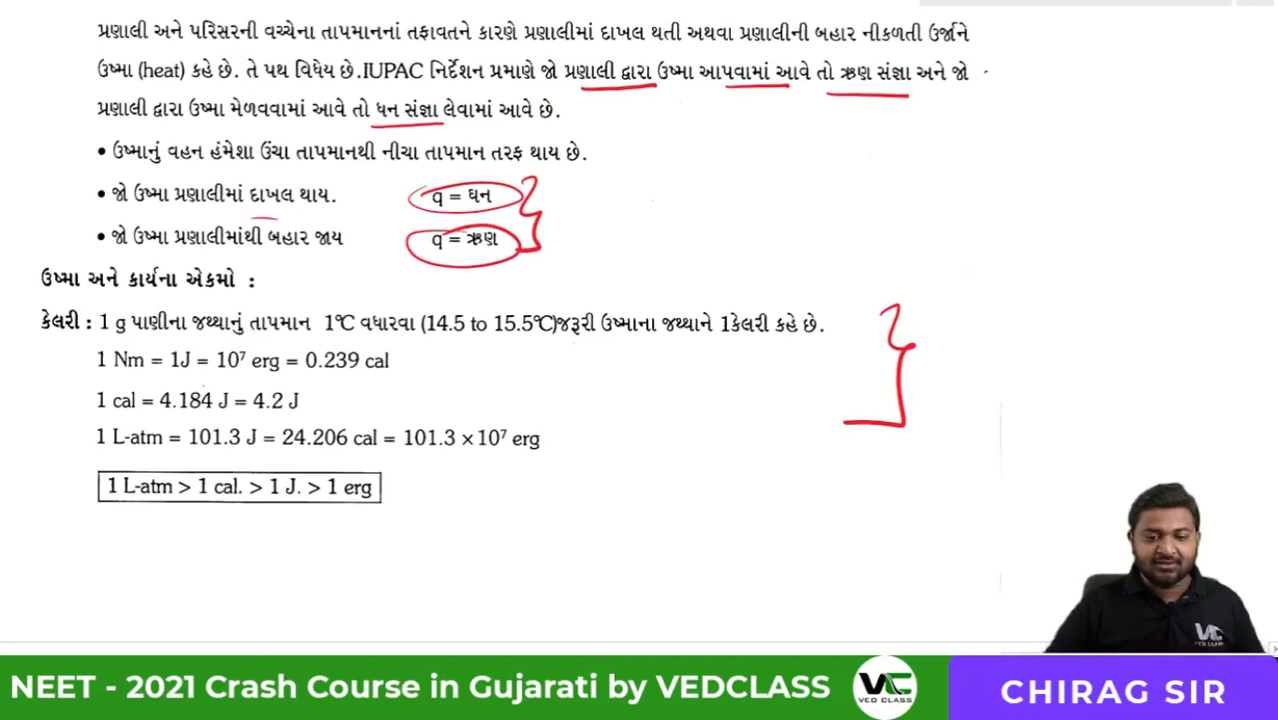 પ્રણાલી અને પરિસરની વચ્ચેના તાપમાનનાં તફાવતને કારણે પ્રણાલીમાં દાખલ થતી અથવા પ્રણાલીની બહાર નીકળતી ઉર્જાને
ઉષ્મા (heat) કહે છે. તે પથ વિધેય છે.IUPAC નિર્દેશન પ્રમાણે જો પ્રણાલી દ્વારા ઉષ્મા આપવામાં આવે તો ઋણ સંજ્ઞા અને જો
પ્રણાલી દ્વારા ઉષ્મા મેળવવામાં આવે તો ધન સંજ્ઞા લેવામાં આવે છે.
• ઉષ્માનું વહન હંમેશા ઉંચા તાપમાનથી નીચા તાપમાન તરફ થાય છે.
• જો ઉષ્મા પ્રણાલીમાં દાખલ થાય. q = ધન
• જો ઉષ્મા પ્રણાલીમાંથી બહાર જાય q = ઋણ
ઉષ્મા અને કાર્યના એકમો :
કેલરી : 1 g પાણીના જથ્થાનું તાપમાન 1°C વધારવા (14.5 to 15.5°C)જરૂરી ઉષ્માના જથ્થાને 1કેલરી કહે છે.
1 Nm = 1J = 10⁷ erg = 0.239 cal
1 cal = 4.184 J = 4.2 J
1 L-atm = 101.3 J = 24.206 cal = 101.3 ×10⁷ erg
1 L-atm > 1 cal. > 1 J. > 1 erg
VC
VED CLASS
NEET - 2021 Crash Course in Gujarati by VEDCLASS
VC
VED CLASS
CHIRAG SIR